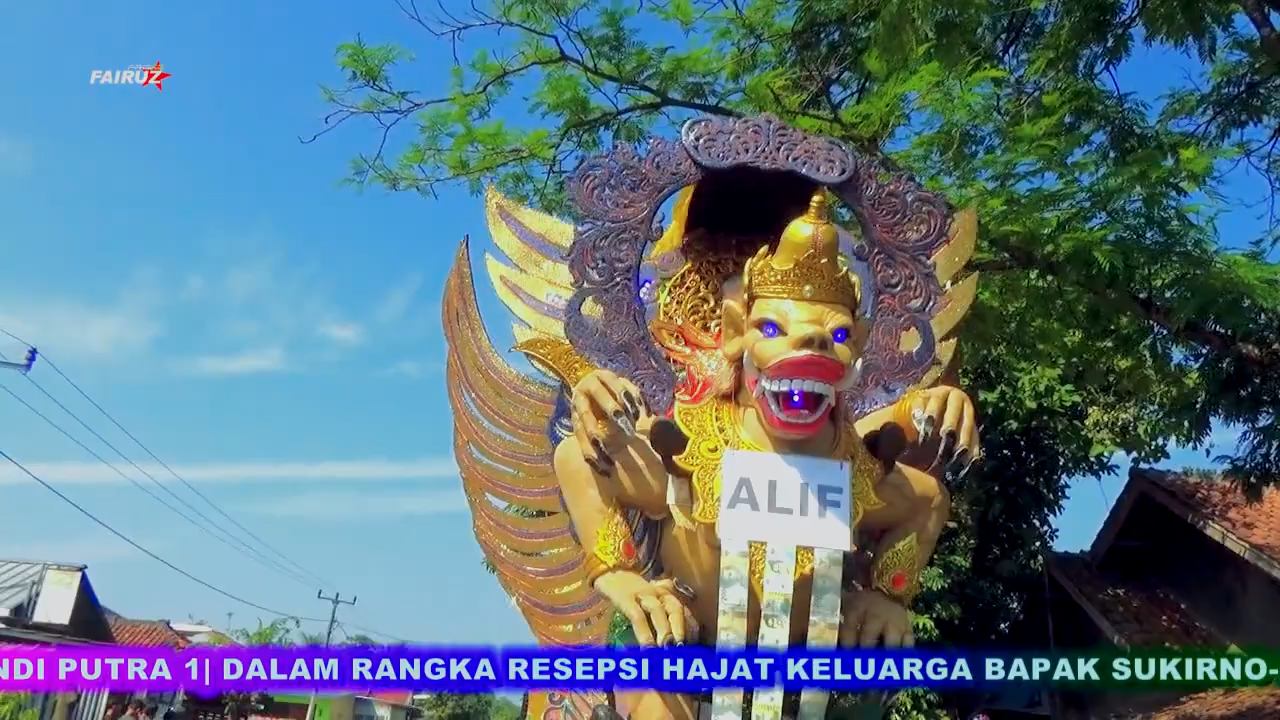 FAIRUZ
ALIF
NDI PUTRA 1| DALAM RANGKA RESEPSI HAJAT KELUARGA BAPAK SUKIRNO-